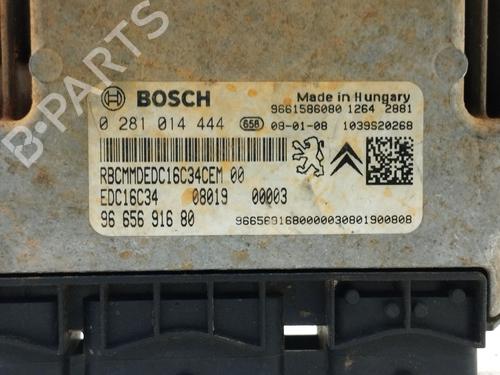 B-PARTS
BOSCH
Made in Hungary
9661586080 1264 2881
0 281 014 444 658 08-01-08 1039S20268
RBCMMDEDC16C34CEM 00
EDC16C34 08019 00003
96 656 916 80 9665691680000030801900808